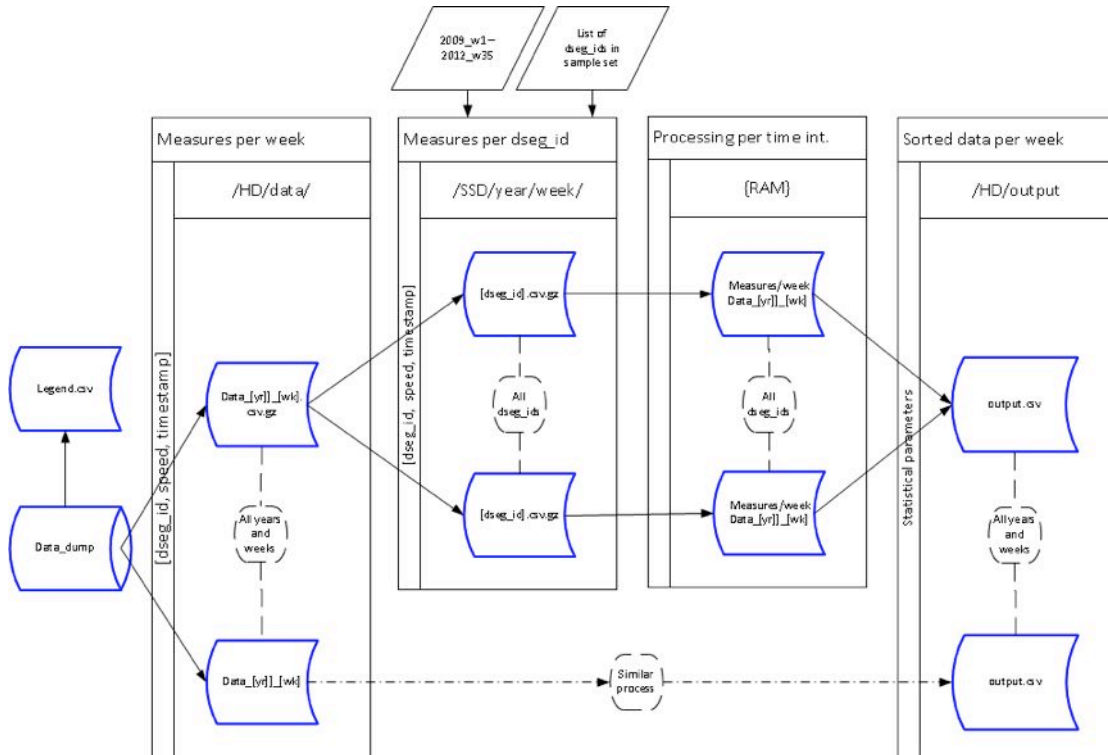 2009_w1–
2012_w35
List of
dseg_ids in
sample set
Measures per week
Measures per dseg_id
Processing per time int.
Sorted data per week
/HD/data/
/SSD/year/week/
{RAM}
/HD/output
[dseg_id, speed, timestamp]
[dseg_id, speed, timestamp]
Statistical parameters
Legend.csv
Data_dump
Data_[yr]]_[wk].
csv.gz
All years
and
weeks
Data_[yr]]_[wk]
[dseg_id].csv.gz
All
dseg_ids
[dseg_id].csv.gz
Measures/week
Data_[yr]]_[wk]
All
dseg_ids
Measures/week
Data_[yr]]_[wk]
output.csv
All years
and
weeks
output.csv
Similar
process